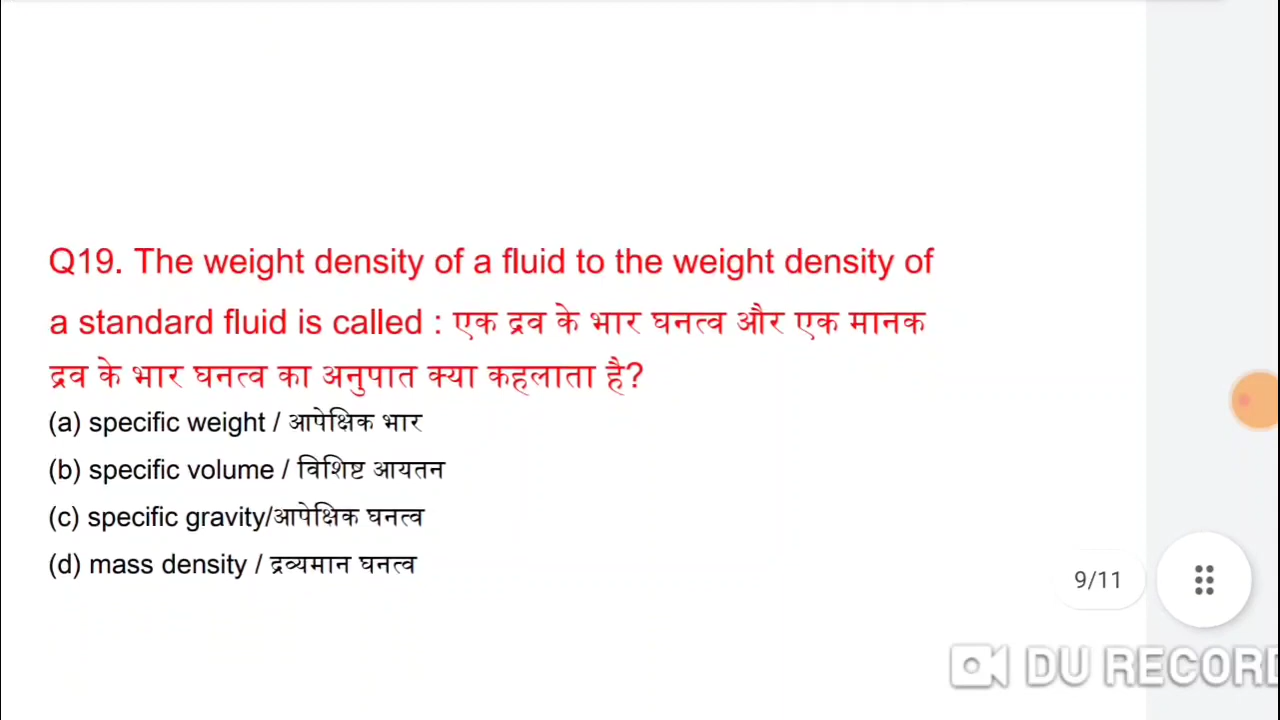 Q19. The weight density of a fluid to the weight density of
a standard fluid is called : एक द्रव के भार घनत्व और एक मानक
द्रव के भार घनत्व का अनुपात क्या कहलाता है?
(a) specific weight / आपेक्षिक भार
(b) specific volume / विशिष्ट आयतन
(c) specific gravity/आपेक्षिक घनत्व
(d) mass density / द्रव्यमान घनत्व
9/11
DU RECORD